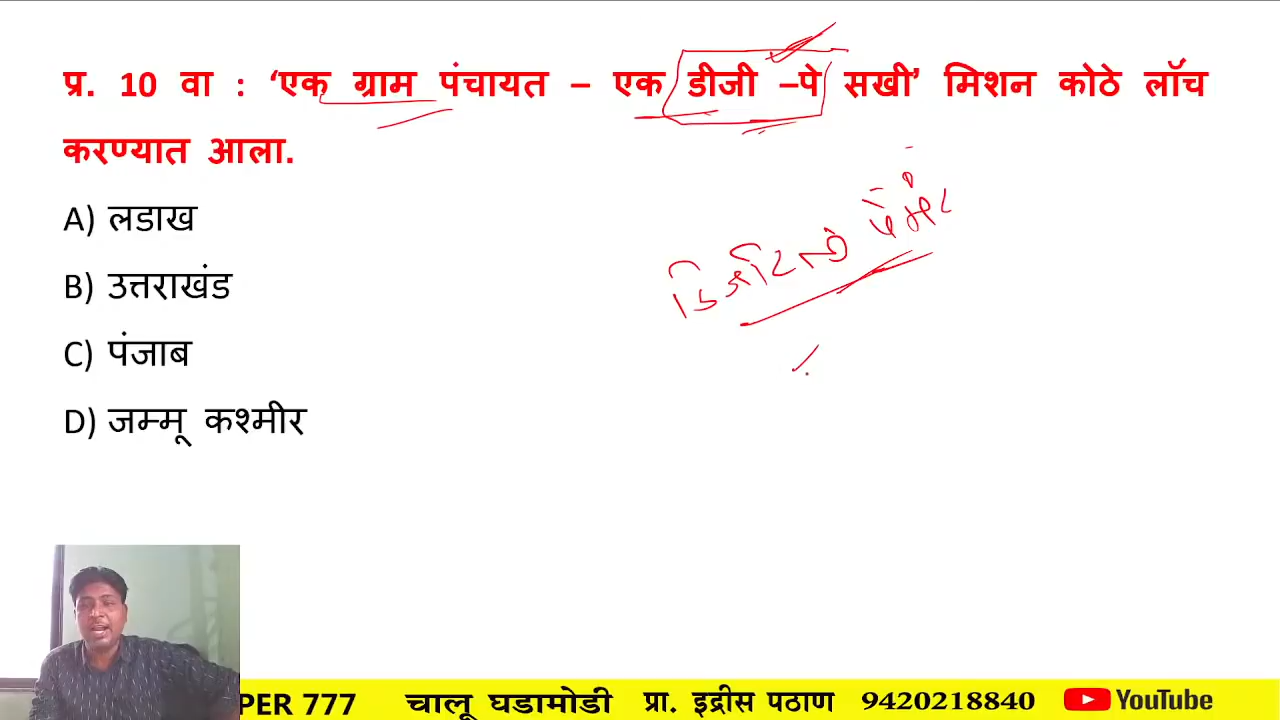 प्र. 10 वा : ‘एक ग्राम पंचायत – एक डीजी –पे सखी’ मिशन कोठे लॉच
करण्यात आला.
A) लडाख
B) उत्तराखंड
C) पंजाब
D) जम्मू कश्मीर
PER 777 चालू घडामोडी प्रा. इद्रीस पठाण 9420218840 YouTube